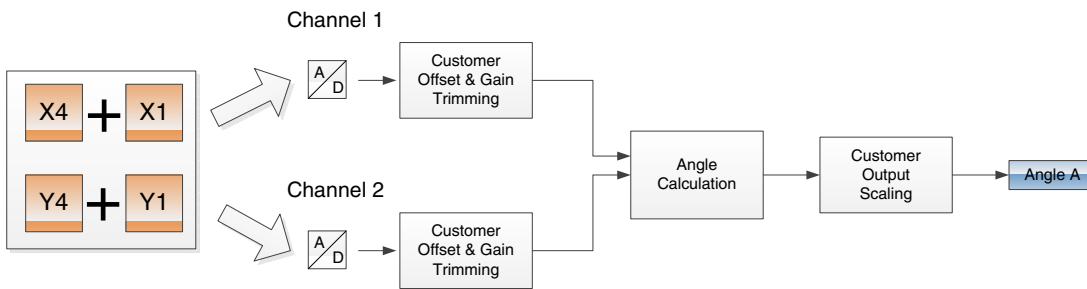 Channel 1
X4 + X1
A/D
Customer
Offset & Gain
Trimming
Y4 + Y1
Channel 2
A/D
Customer
Offset & Gain
Trimming
Angle
Calculation
Customer
Output
Scaling
Angle A